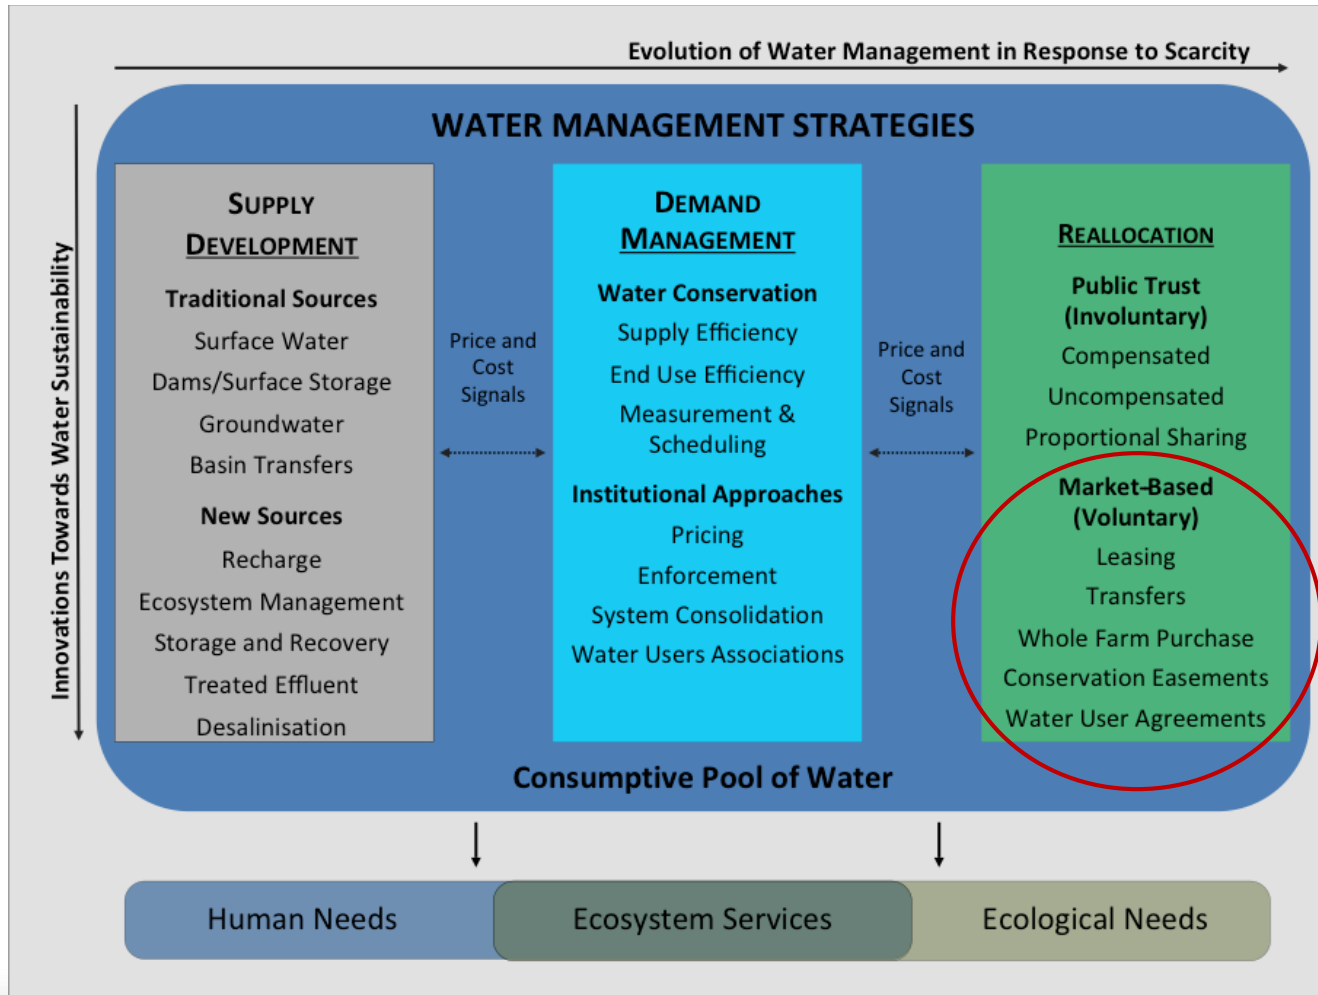 Evolution of Water Management in Response to Scarcity
Innovations Towards Water Sustainability
WATER MANAGEMENT STRATEGIES
SUPPLY
DEVELOPMENT
Traditional Sources
Surface Water
Dams/Surface Storage
Groundwater
Basin Transfers
New Sources
Recharge
Ecosystem Management
Storage and Recovery
Treated Effluent
Desalinisation
Price and
Cost
Signals
DEMAND
MANAGEMENT
Water Conservation
Supply Efficiency
End Use Efficiency
Measurement &
Scheduling
Institutional Approaches
Pricing
Enforcement
System Consolidation
Water Users Associations
Price and
Cost
Signals
REALLOCATION
Public Trust
(Involuntary)
Compensated
Uncompensated
Proportional Sharing
Market-Based
(Voluntary)
Leasing
Transfers
Whole Farm Purchase
Conservation Easements
Water User Agreements
Consumptive Pool of Water
Human Needs
Ecosystem Services
Ecological Needs